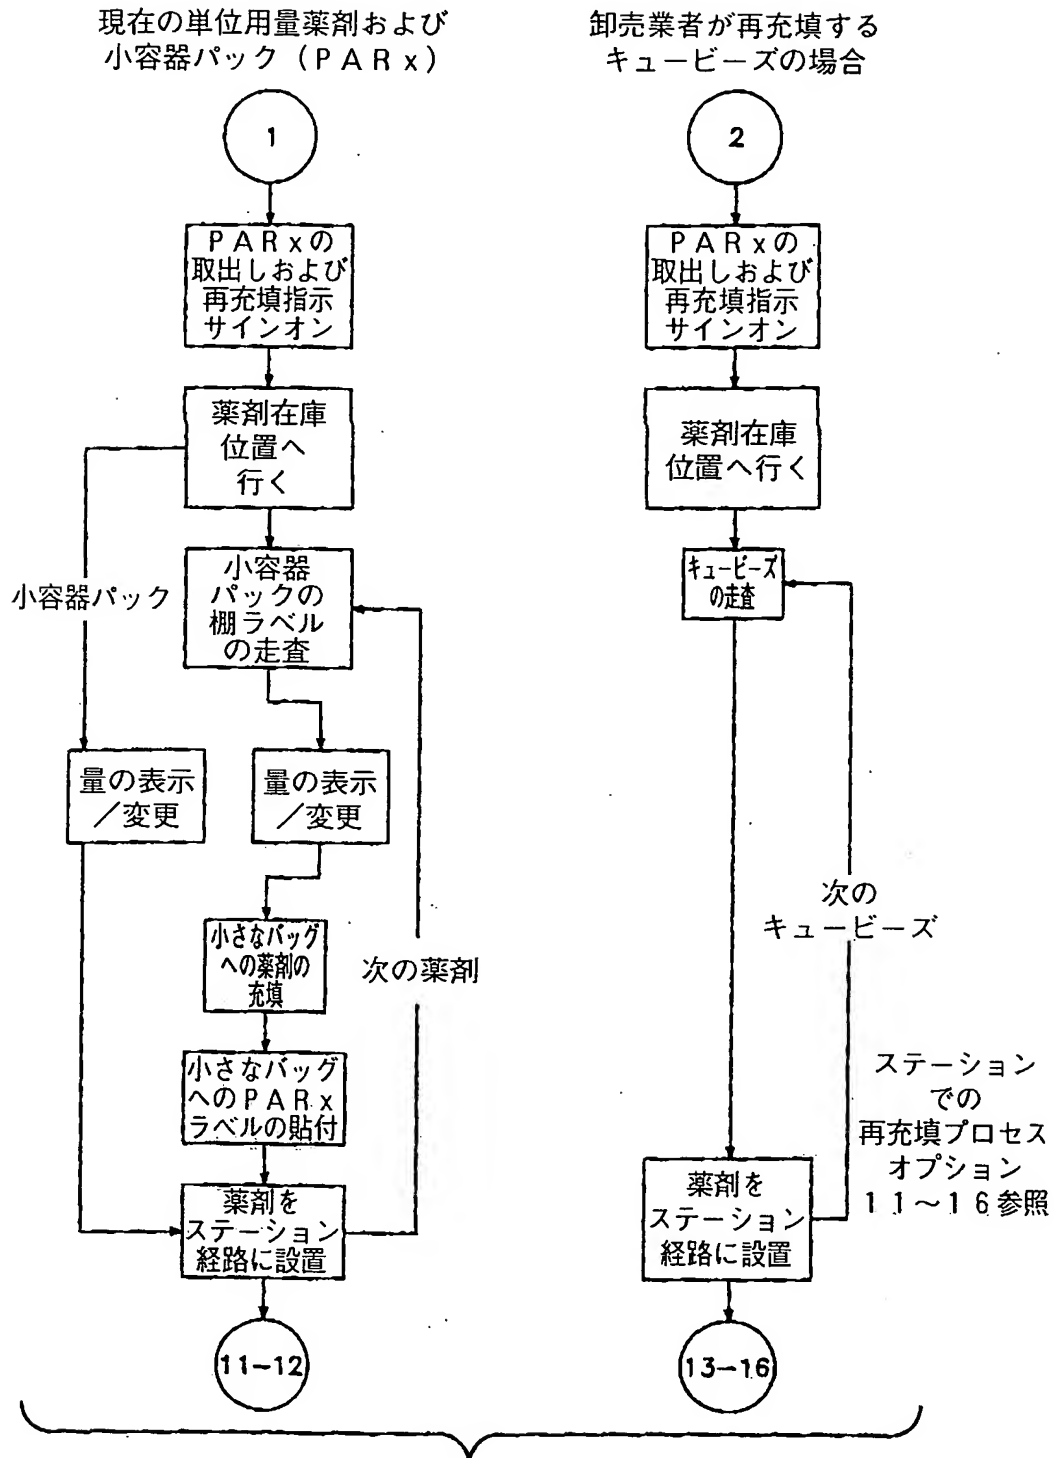 現在の単位用量薬剤および
小容器パック（ＰＡＲｘ）
1
ＰＡＲｘの
取出しおよび
再充填指示
サインオン
薬剤在庫
位置へ
行く
小容器パック
小容器
パックの
棚ラベル
の走査
量の表示
／変更
量の表示
／変更
小さなバッグ
への薬剤の
充填
次の薬剤
小さなバッグ
へのＰＡＲｘ
ラベルの貼付
薬剤を
ステーション
経路に設置
11-12
卸売業者が再充填する
キュービーズの場合
2
ＰＡＲｘの
取出しおよび
再充填指示
サインオン
薬剤在庫
位置へ行く
キュービーズ
の走査
次の
キュービーズ
ステーション
での
再充填プロセス
オプション
１１～１６参照
薬剤を
ステーション
経路に設置
13-16